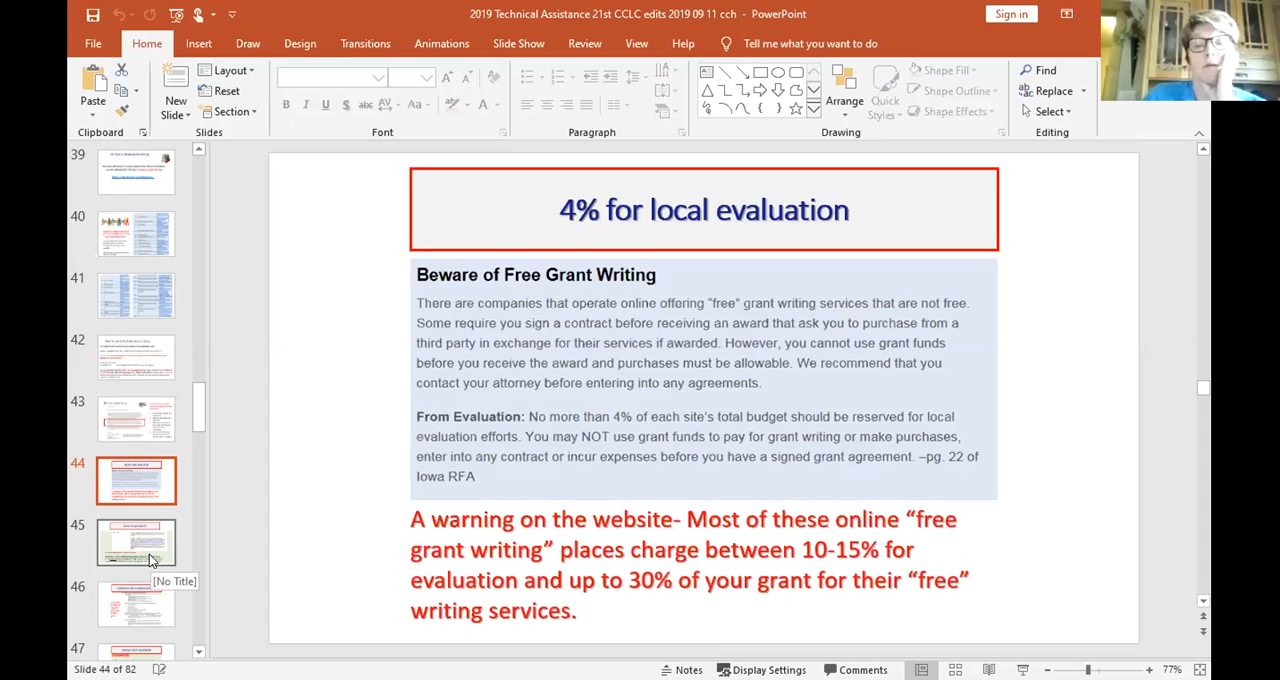 2019 Technical Assistance 21st CCLC edits 2019 09 11 cch - PowerPoint
Sign in
File Home Insert Draw Design Transitions Animations Slide Show Review View Help Tell me what you want to do
Paste
Clipboard
New Slide
Layout
Reset
Section
Slides
Font
Paragraph
Arrange
Quick Styles
Shape Fill
Shape Outline
Shape Effects
Drawing
Find
Replace
Select
Editing
39
40
41
42
43
44
45
[No Title]
46
47
4% for local evaluation
Beware of Free Grant Writing
There are companies that operate online offering “free” grant writing services that are not free.
Some require you sign a contract before receiving an award that ask you to purchase from a
third party in exchange for their services if awarded. However, you cannot use grant funds
before you receive the award and purchases must be allowable. We recommend that you
contact your attorney before entering into any agreements.
From Evaluation: No more than 4% of each site’s total budget should be reserved for local
evaluation efforts. You may NOT use grant funds to pay for grant writing or make purchases,
enter into any contract or incur expenses before you have a signed grant agreement. –pg. 22 of
Iowa RFA
A warning on the website- Most of these online “free
grant writing” places charge between 10-15% for
evaluation and up to 30% of your grant for their “free”
writing services.
Slide 44 of 82
Notes Display Settings Comments
77%